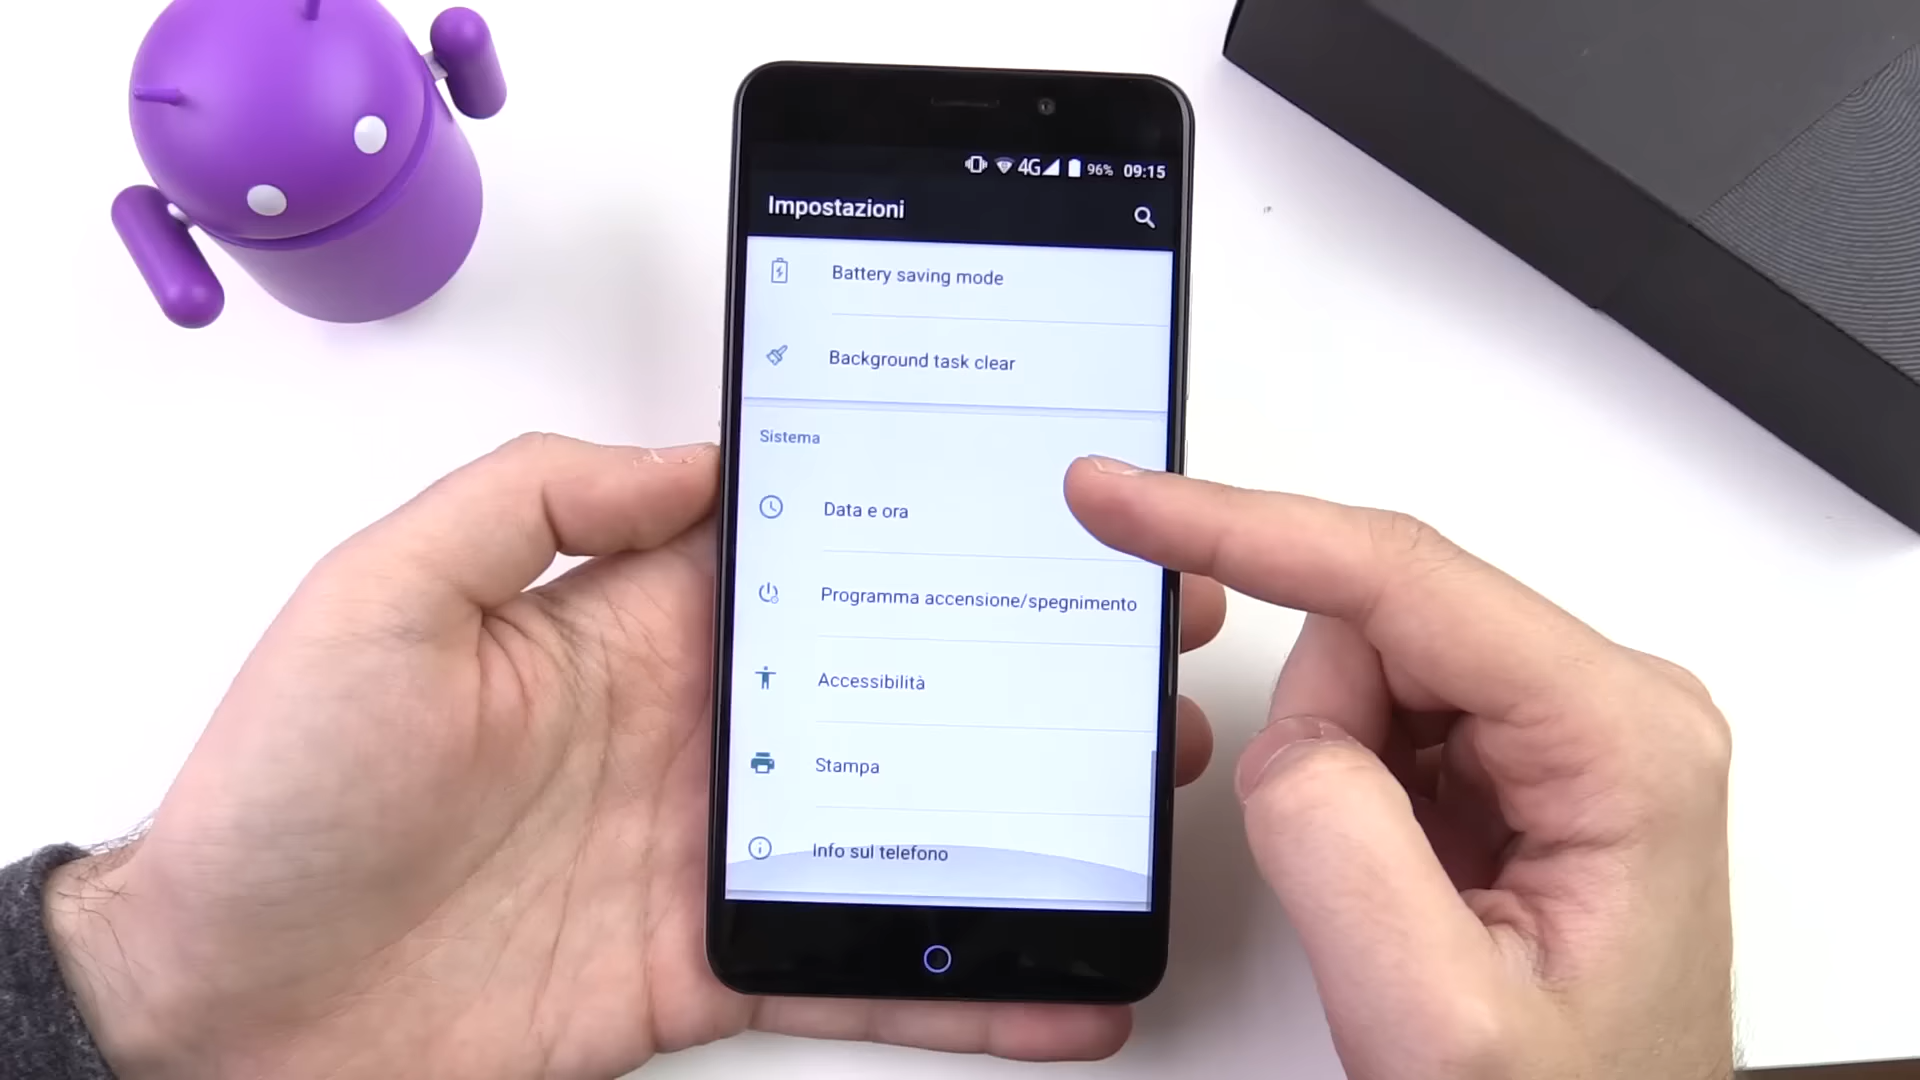 4G 96% 09:15
Impostazioni
Battery saving mode
Background task clear
Sistema
Data e ora
Programma accensione/spegnimento
Accessibilità
Stampa
Info sul telefono